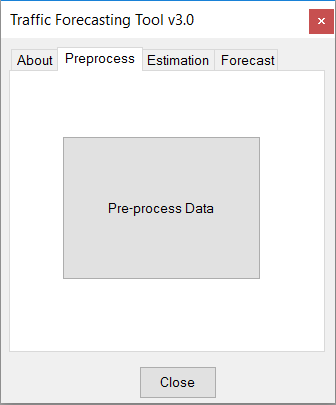 Traffic Forecasting Tool v3.0
About Preprocess Estimation Forecast
Pre-process Data
Close